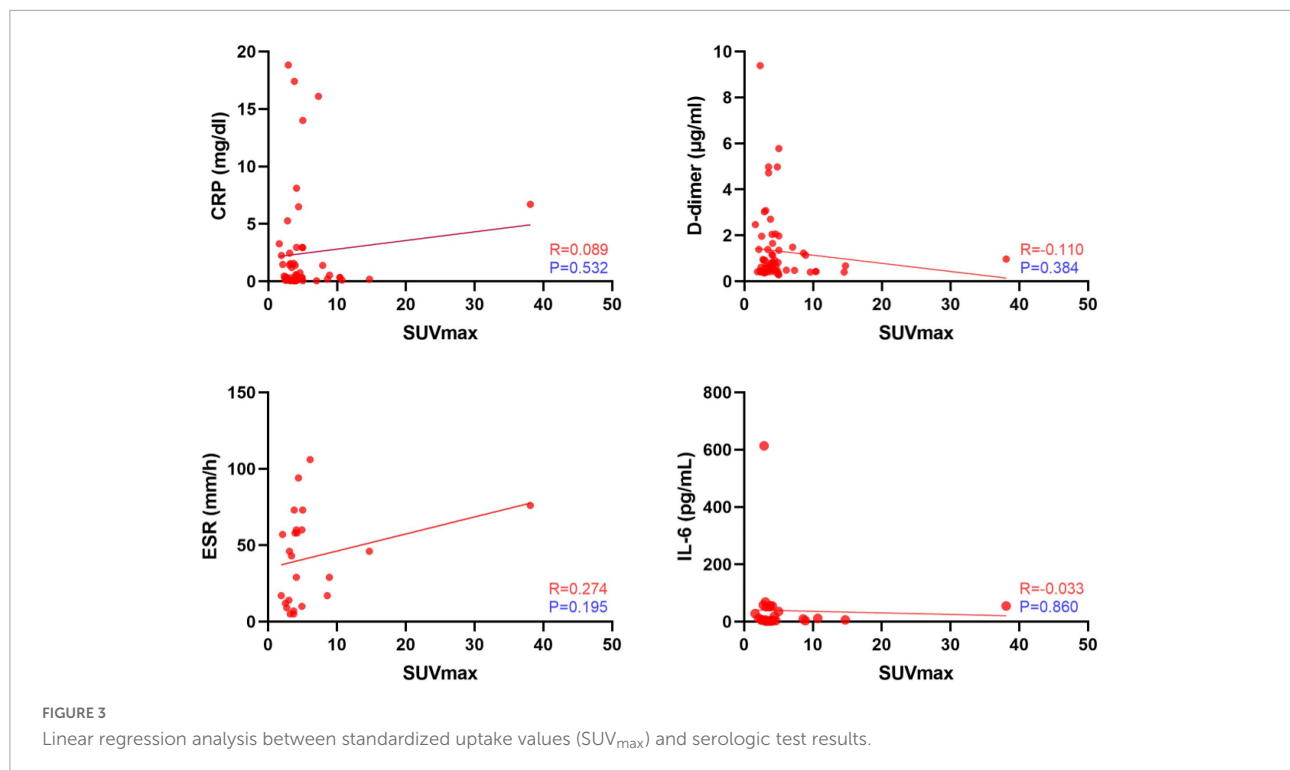 20
15
10
5
0
CRP (mg/dl)
R=0.089
P=0.532
0 10 20 30 40 50
SUVmax
10
8
6
4
2
0
D-dimer (µg/ml)
R=-0.110
P=0.384
0 10 20 30 40 50
SUVmax
150
100
50
0
ESR (mm/h)
R=0.274
P=0.195
0 10 20 30 40 50
SUVmax
800
600
400
200
0
IL-6 (pg/mL)
R=-0.033
P=0.860
0 10 20 30 40 50
SUVmax
FIGURE 3
Linear regression analysis between standardized uptake values (SUVmax) and serologic test results.